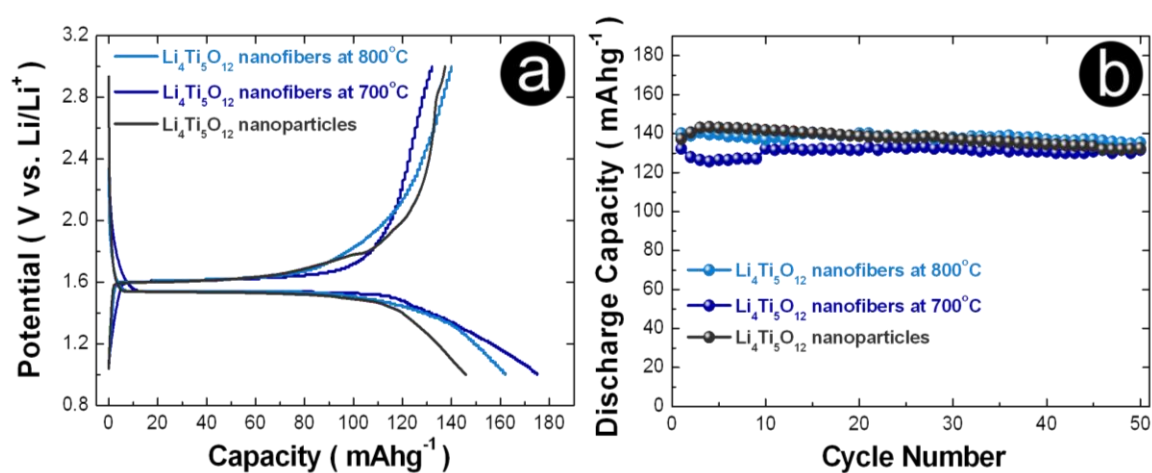 a
Li₄Ti₅O₁₂ nanofibers at 800°C
Li₄Ti₅O₁₂ nanofibers at 700°C
Li₄Ti₅O₁₂ nanoparticles
Potential ( V vs. Li/Li⁺
3.2
2.8
2.4
2.0
1.6
1.2
0.8
0 20 40 60 80 100 120 140 160 180
Capacity ( mAhg⁻¹ )
b
Discharge Capacity ( mAhg⁻¹ )
180
160
140
120
100
80
60
40
20
0
Li₄Ti₅O₁₂ nanofibers at 800°C
Li₄Ti₅O₁₂ nanofibers at 700°C
Li₄Ti₅O₁₂ nanoparticles
0 10 20 30 40 50
Cycle Number